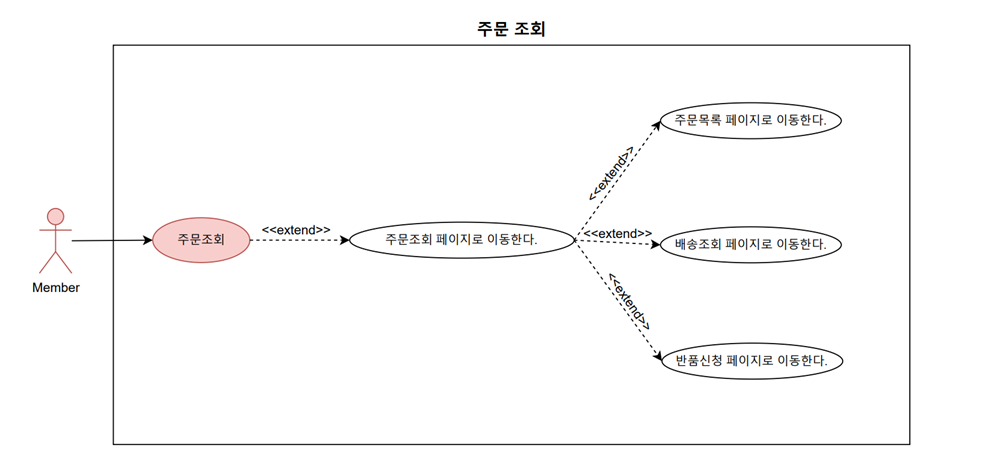 주문 조회
주문목록 페이지로 이동한다.
<<extend>>
주문조회
<<extend>>
주문조회 페이지로 이동한다.
<<extend>>
배송조회 페이지로 이동한다.
Member
<<extend>>
반품신청 페이지로 이동한다.